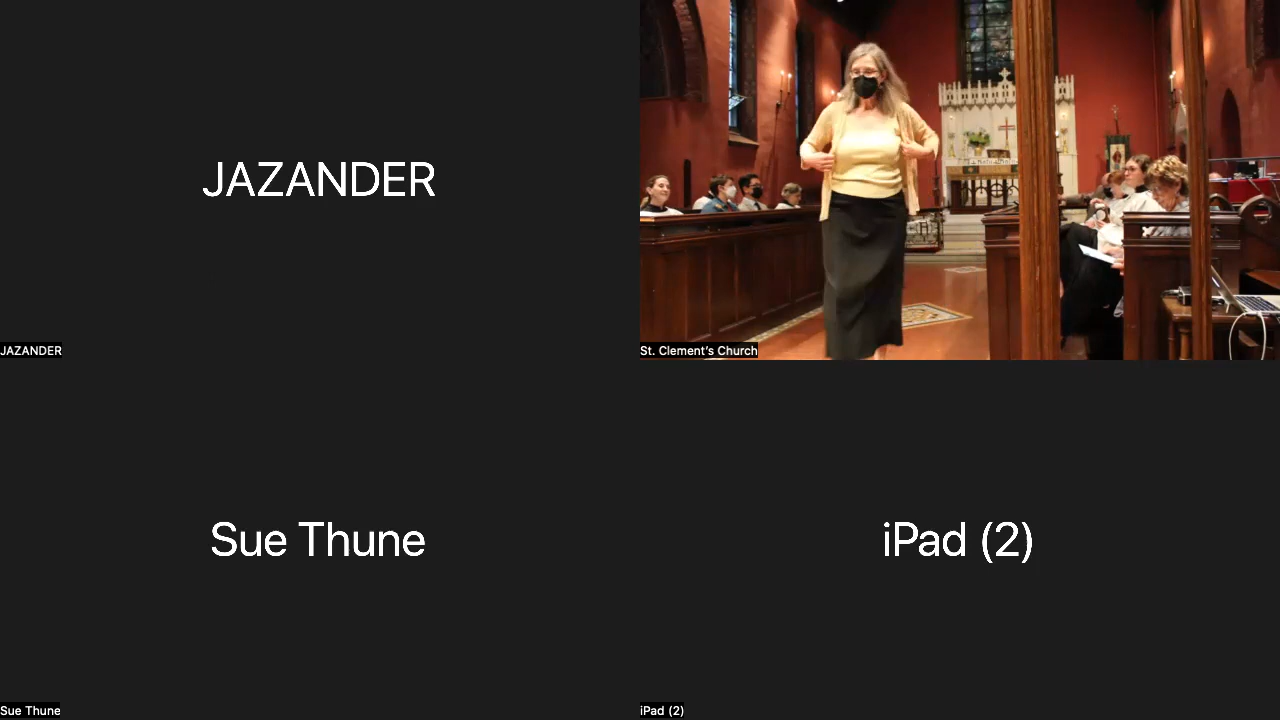 JAZANDER
JAZANDER
St. Clement's Church
Sue Thune
iPad (2)
Sue Thune
iPad (2)